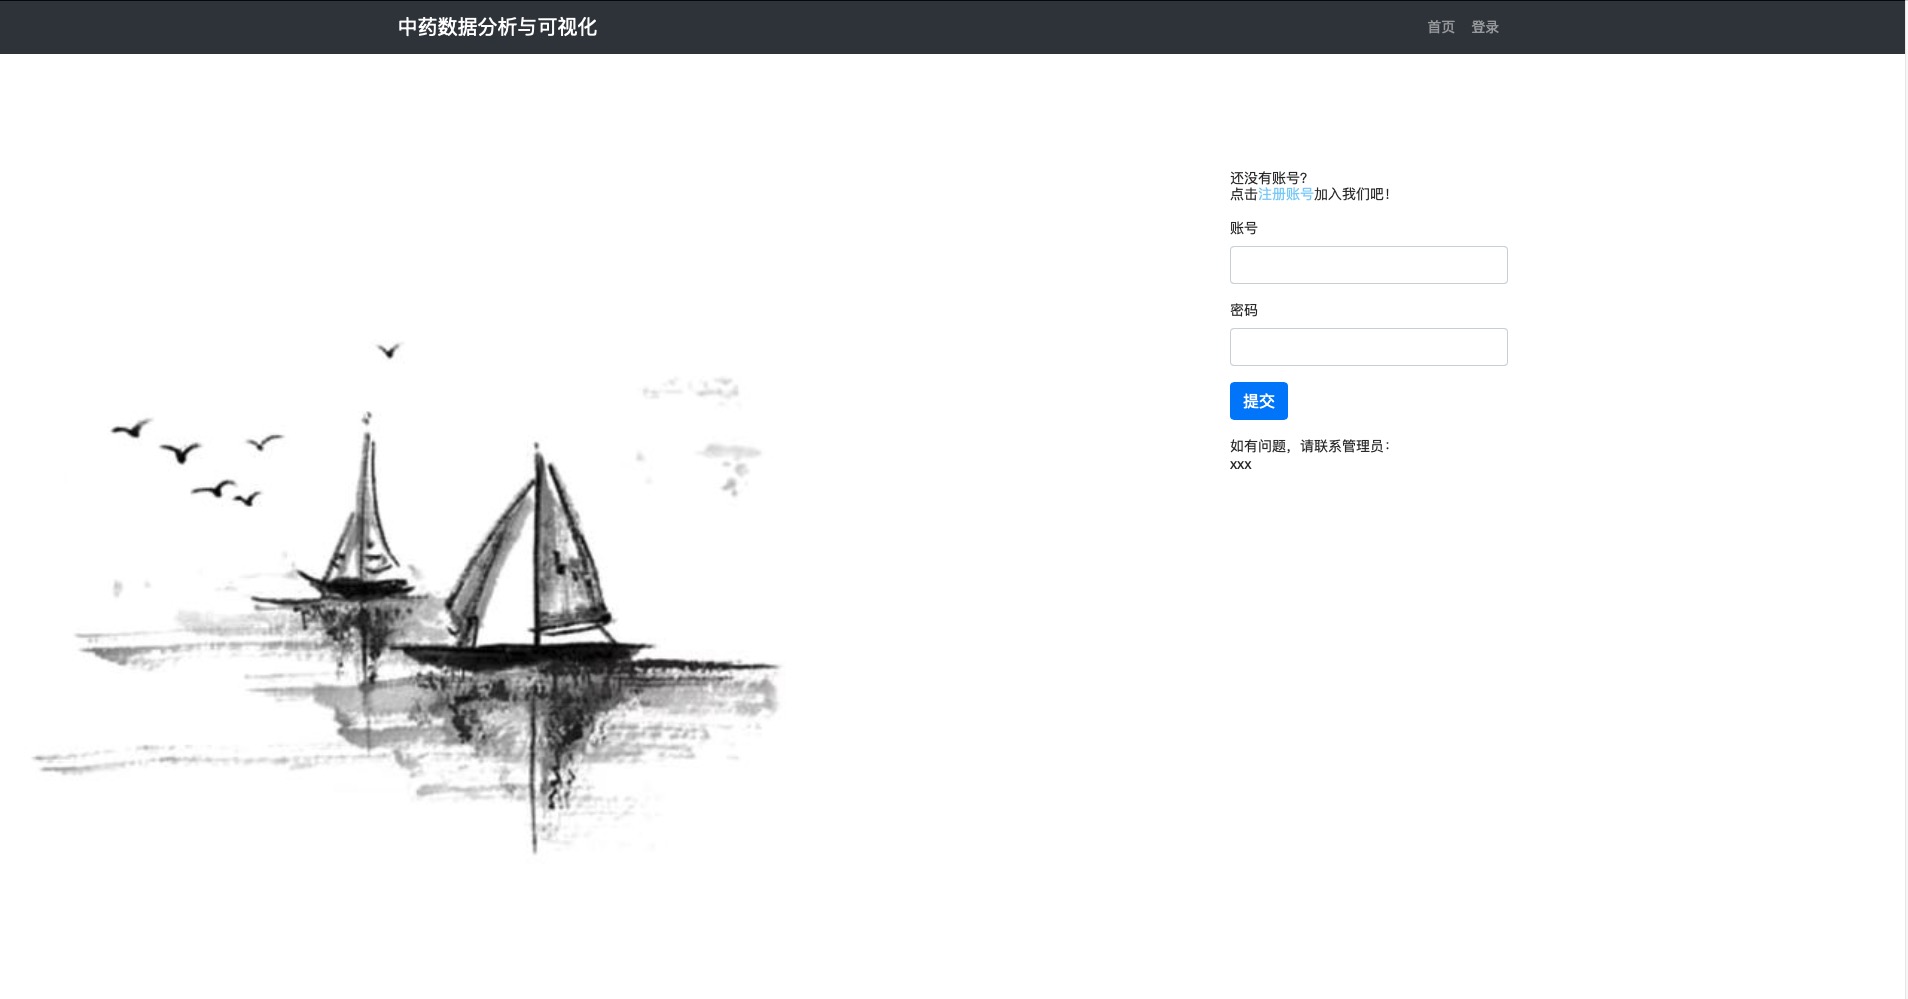 中药数据分析与可视化
首页 登录
还没有账号?
点击注册账号加入我们吧!
账号
密码
提交
如有问题，请联系管理员：
xxx